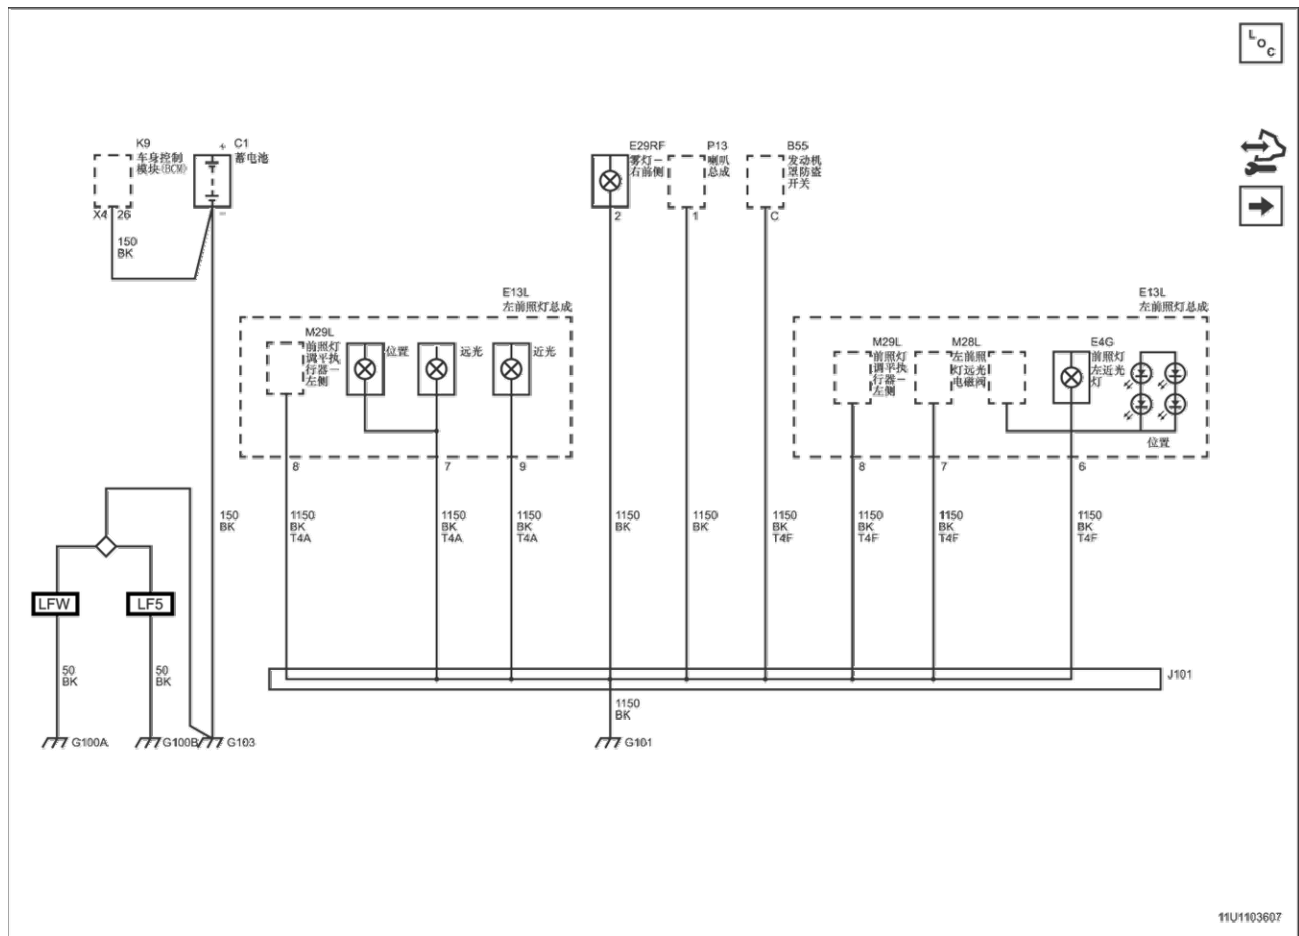 LOC
K9
车身控制
模块(BCM)
X4 26
150
BK
+ C1
蓄电池
-
E29RF
雾灯－
右前侧
2
P13
喇叭
总成
1
B55
发动机
罩防盗
开关
C
E13L
左前照灯总成
M29L
前照灯
调平执
行器－
左侧
位置
远光
近光
8
7
9
E13L
左前照灯总成
M29L
前照灯
调平执
行器－
左侧
M28L
左前照
灯远光
电磁阀
E4G
前照灯
左近光
灯
位置
8
7
6
150
BK
1150
BK
T4A
1150
BK
T4A
1150
BK
T4A
1150
BK
1150
BK
1150
BK
T4F
1150
BK
T4F
1150
BK
T4F
1150
BK
T4F
LFW
LF5
50
BK
50
BK
J101
1150
BK
G100A
G100B
G103
G101
11U1103607